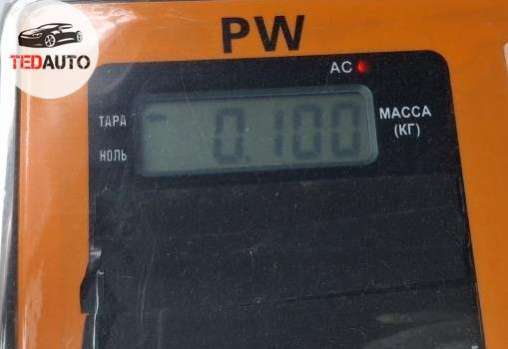 TEDAUTO
PW
AC
ТАРА
НОЛЬ
0.100
МАССА
(КГ)